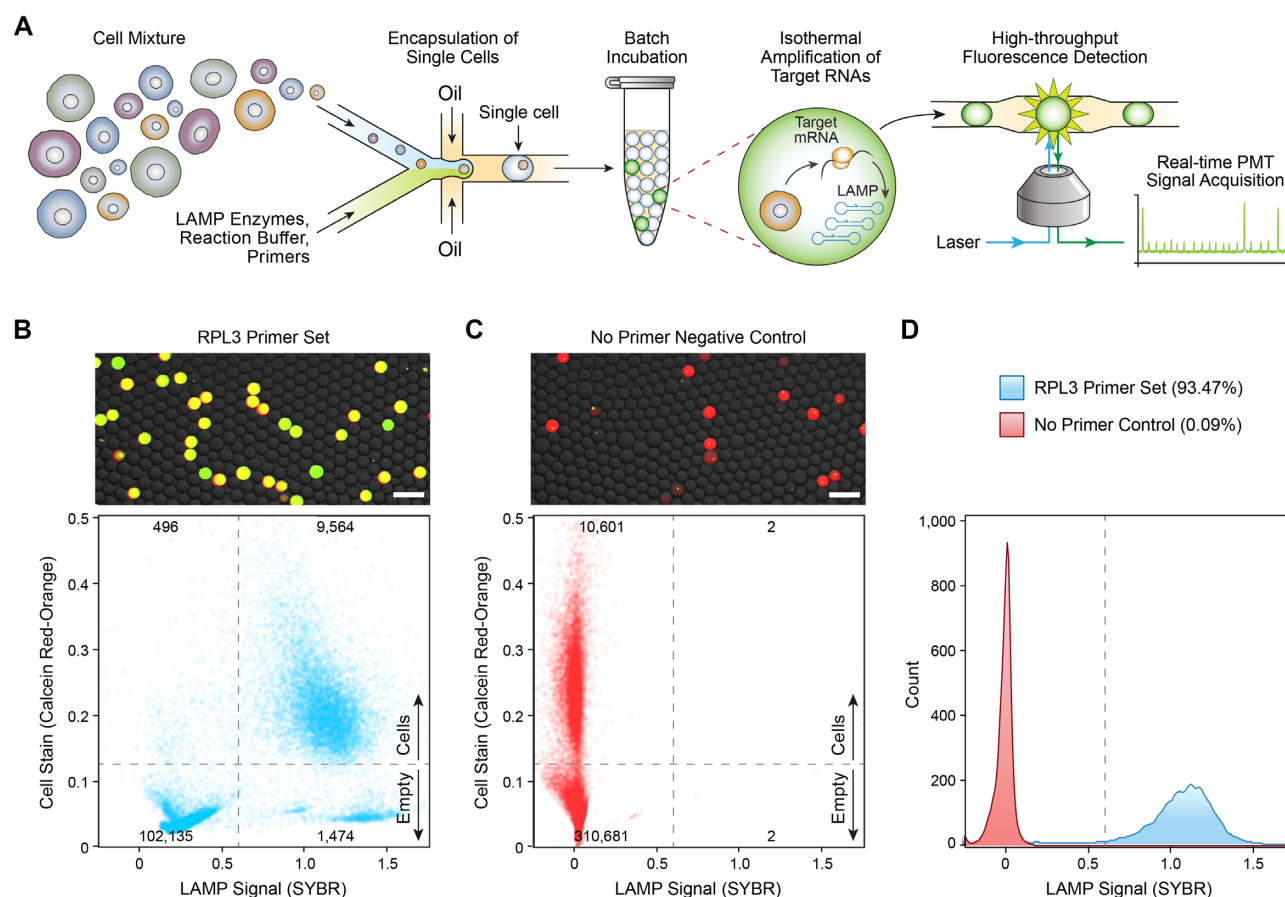 A
Cell Mixture
Encapsulation of
Single Cells
Batch
Incubation
Isothermal
Amplification of
Target RNAs
High-throughput
Fluorescence Detection
Oil
Single cell
Target
mRNA
LAMP
LAMP Enzymes,
Reaction Buffer,
Primers
Oil
Laser
Real-time PMT
Signal Acquisition
B
RPL3 Primer Set
496
9,564
0.5
0.4
0.3
0.2
0.1
0
Cell Stain (Calcein Red-Orange)
Cells
Empty
102,135
1,474
0
0.5
1.0
1.5
LAMP Signal (SYBR)
C
No Primer Negative Control
10,601
2
0.5
0.4
0.3
0.2
0.1
0
Cell Stain (Calcein Red-Orange)
Cells
Empty
310,681
2
0
0.5
1.0
1.5
LAMP Signal (SYBR)
D
RPL3 Primer Set (93.47%)
No Primer Control (0.09%)
1,000
800
600
400
200
0
Count
0
0.5
1.0
1.5
LAMP Signal (SYBR)